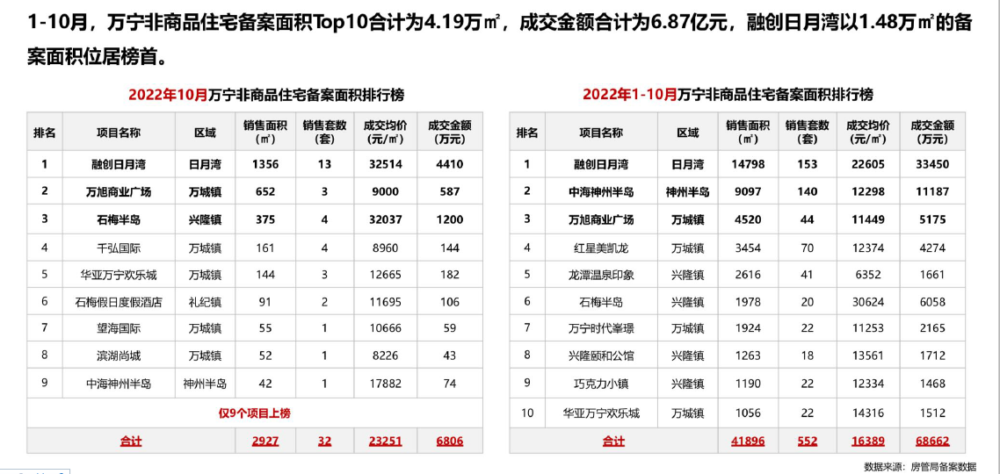 1-10月，万宁非商品住宅备案面积Top10合计为4.19万㎡，成交金额合计为6.87亿元，融创日月湾以1.48万㎡的备
案面积位居榜首。
2022年10月万宁非商品住宅备案面积排行榜
排名 项目名称 区域 销售面积（㎡） 销售套数（套） 成交均价（元/㎡） 成交金额（万元）
1 融创日月湾 日月湾 1356 13 32514 4410
2 万旭商业广场 万城镇 652 3 9000 587
3 石梅半岛 兴隆镇 375 4 32037 1200
4 千弘国际 万城镇 161 4 8960 144
5 华亚万宁欢乐城 万城镇 144 3 12665 182
6 石梅假日度假酒店 礼纪镇 91 2 11695 106
7 望海国际 万城镇 55 1 10666 59
8 滨湖尚城 万城镇 52 1 8226 43
9 中海神州半岛 神州半岛 42 1 17882 74
仅9个项目上榜
合计 2927 32 23251 6806
2022年1-10月万宁非商品住宅备案面积排行榜
排名 项目名称 区域 销售面积（㎡） 销售套数（套） 成交均价（元/㎡） 成交金额（万元）
1 融创日月湾 日月湾 14798 153 22605 33450
2 中海神州半岛 神州半岛 9097 140 12298 11187
3 万旭商业广场 万城镇 4520 44 11449 5175
4 红星美凯龙 万城镇 3454 70 12374 4274
5 龙潭温泉印象 兴隆镇 2616 41 6352 1661
6 石梅半岛 兴隆镇 1978 20 30624 6058
7 万宁时代峯璟 万城镇 1924 22 11253 2165
8 兴隆颐和公馆 兴隆镇 1263 18 13561 1712
9 巧克力小镇 兴隆镇 1190 22 12334 1468
10 华亚万宁欢乐城 万城镇 1056 22 14316 1512
合计 41896 552 16389 68662
数据来源：房管局备案数据